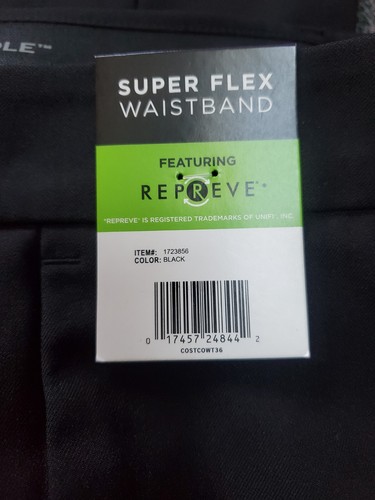 PLE™
SUPER FLEX
WAISTBAND
FEATURING
REPREVE
"REPREVE" IS REGISTERED TRADEMARKS OF UNIFI, INC.
ITEM#: 1723856
COLOR: BLACK
0 17457 24844 2
COSTCOWT36